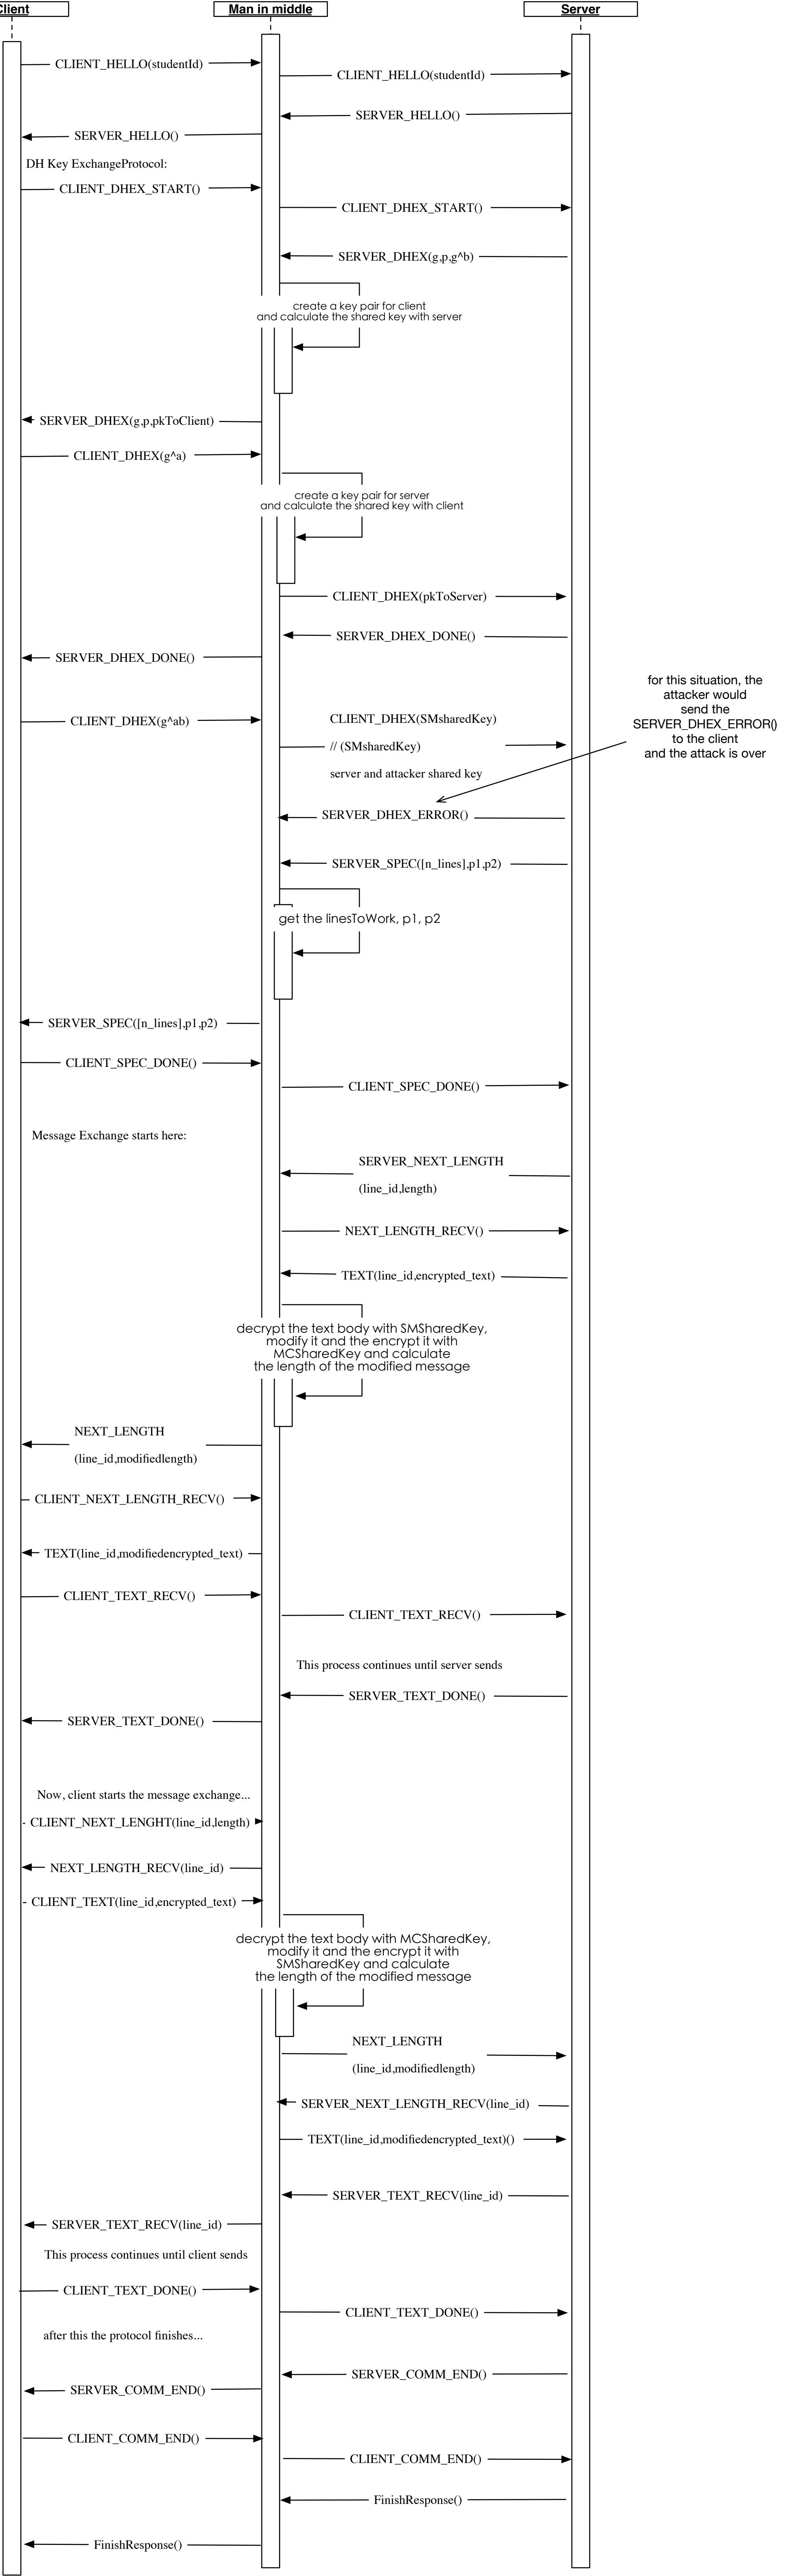 Client
Man in middle
Server
CLIENT_HELLO(studentId)
CLIENT_HELLO(studentId)
SERVER_HELLO()
SERVER_HELLO()
DH Key ExchangeProtocol:
CLIENT_DHEX_START()
CLIENT_DHEX_START()
SERVER_DHEX(g,p,g^b)
create a key pair for client
and calculate the shared key with server
SERVER_DHEX(g,p,pkToClient)
CLIENT_DHEX(g^a)
create a key pair for server
and calculate the shared key with client
CLIENT_DHEX(pkToServer)
SERVER_DHEX_DONE()
SERVER_DHEX_DONE()
for this situation, the
attacker would
send the
SERVER_DHEX_ERROR()
to the client
and the attack is over
CLIENT_DHEX(g^ab)
CLIENT_DHEX(SMsharedKey)
// (SMsharedKey)
server and attacker shared key
SERVER_DHEX_ERROR()
SERVER_SPEC([n_lines],p1,p2)
get the linesToWork, p1, p2
SERVER_SPEC([n_lines],p1,p2)
CLIENT_SPEC_DONE()
CLIENT_SPEC_DONE()
Message Exchange starts here:
SERVER_NEXT_LENGTH
(line_id,length)
NEXT_LENGTH_RECV()
TEXT(line_id,encrypted_text)
decrypt the text body with SMSharedKey,
modify it and the encrypt it with
MCSharedKey and calculate
the length of the modified message
NEXT_LENGTH
(line_id,modifiedlength)
CLIENT_NEXT_LENGTH_RECV()
TEXT(line_id,modifiedencrypted_text)
CLIENT_TEXT_RECV()
CLIENT_TEXT_RECV()
This process continues until server sends
SERVER_TEXT_DONE()
SERVER_TEXT_DONE()
Now, client starts the message exchange...
CLIENT_NEXT_LENGHT(line_id,length)
NEXT_LENGTH_RECV(line_id)
CLIENT_TEXT(line_id,encrypted_text)
decrypt the text body with MCSharedKey,
modify it and the encrypt it with
SMSharedKey and calculate
the length of the modified message
NEXT_LENGTH
(line_id,modifiedlength)
SERVER_NEXT_LENGTH_RECV(line_id)
TEXT(line_id,modifiedencrypted_text)()
SERVER_TEXT_RECV(line_id)
SERVER_TEXT_RECV(line_id)
This process continues until client sends
CLIENT_TEXT_DONE()
CLIENT_TEXT_DONE()
after this the protocol finishes...
SERVER_COMM_END()
SERVER_COMM_END()
CLIENT_COMM_END()
CLIENT_COMM_END()
FinishResponse()
FinishResponse()